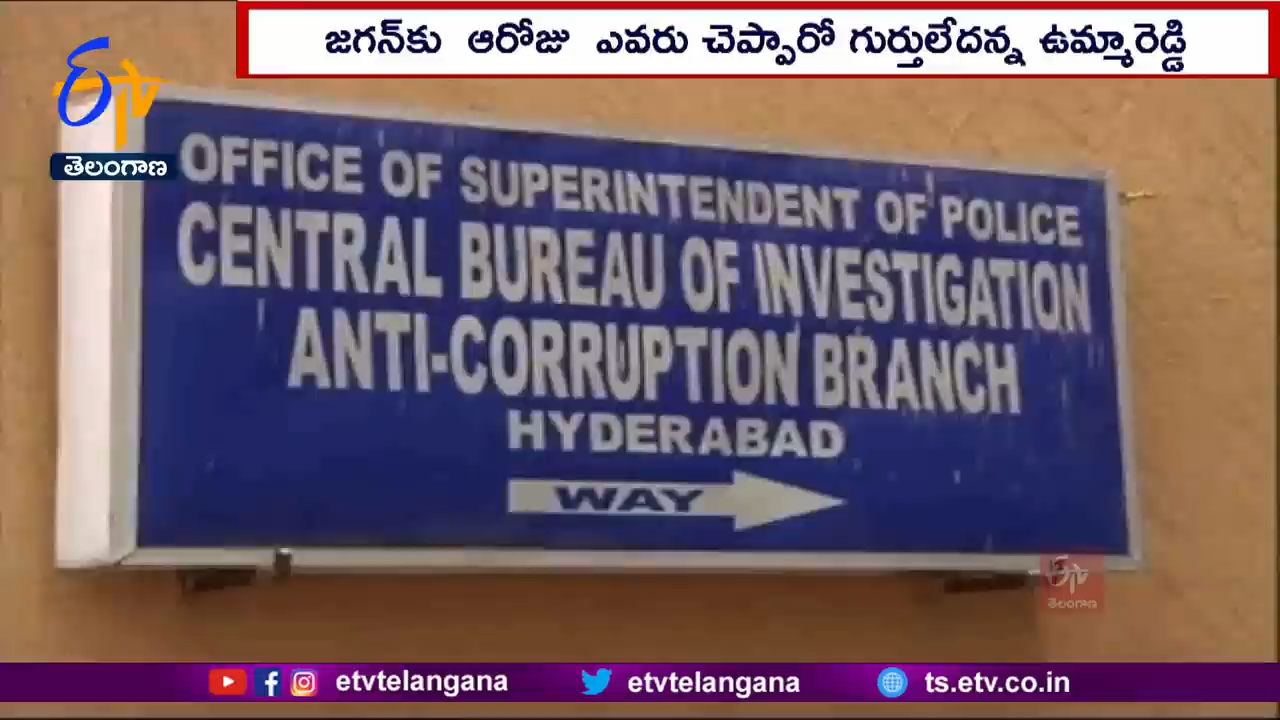 జగన్‌కు ఆరోజు ఎవరు చెప్పారో గుర్తులేదన్న ఉమ్మారెడ్డి
తెలంగాణ
OFFICE OF SUPERINTENDENT OF POLICE
CENTRAL BUREAU OF INVESTIGATION
ANTI-CORRUPTION BRANCH
HYDERABAD
WAY
తెలంగాణ
etvtelangana
etvtelangana
ts.etv.co.in